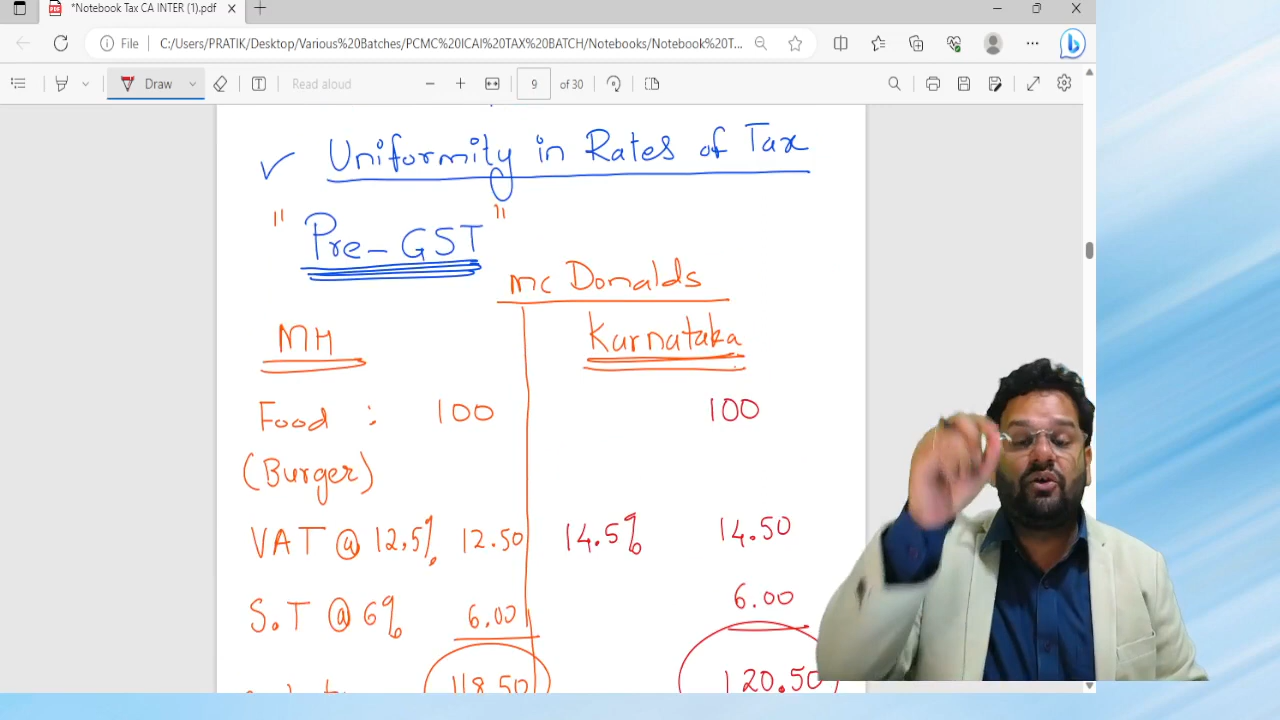 *Notebook Tax CA INTER (1).pdf
File C:/Users/PRATIK/Desktop/Various%20Batches/PCMC%20ICAI%20TAX%20BATCH/Notebooks/Notebook%20T...
Draw Read aloud 9 of 30
✓ Uniformity in Rates of Tax
"Pre-GST"
mc Donalds
MH Karnataka
Food : 100 100
(Burger)
VAT @ 12.5% 12.50 14.5% 14.50
S.T @ 6% 6.00 6.00
118.50 120.50